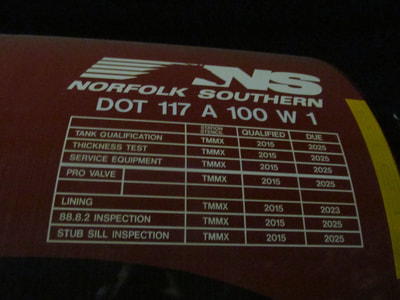 NS
NORFOLK SOUTHERN
DOT 117 A 100 W 1
STATION STENCIL QUALIFIED DUE
TANK QUALIFICATION TMMX 2015 2025
THICKNESS TEST TMMX 2015 2025
SERVICE EQUIPMENT TMMX 2015 2025
PRO VALVE TMMX 2015 2025
LINING TMMX 2015 2023
88.8.2 INSPECTION TMMX 2015 2025
STUB SILL INSPECTION TMMX 2015 2025